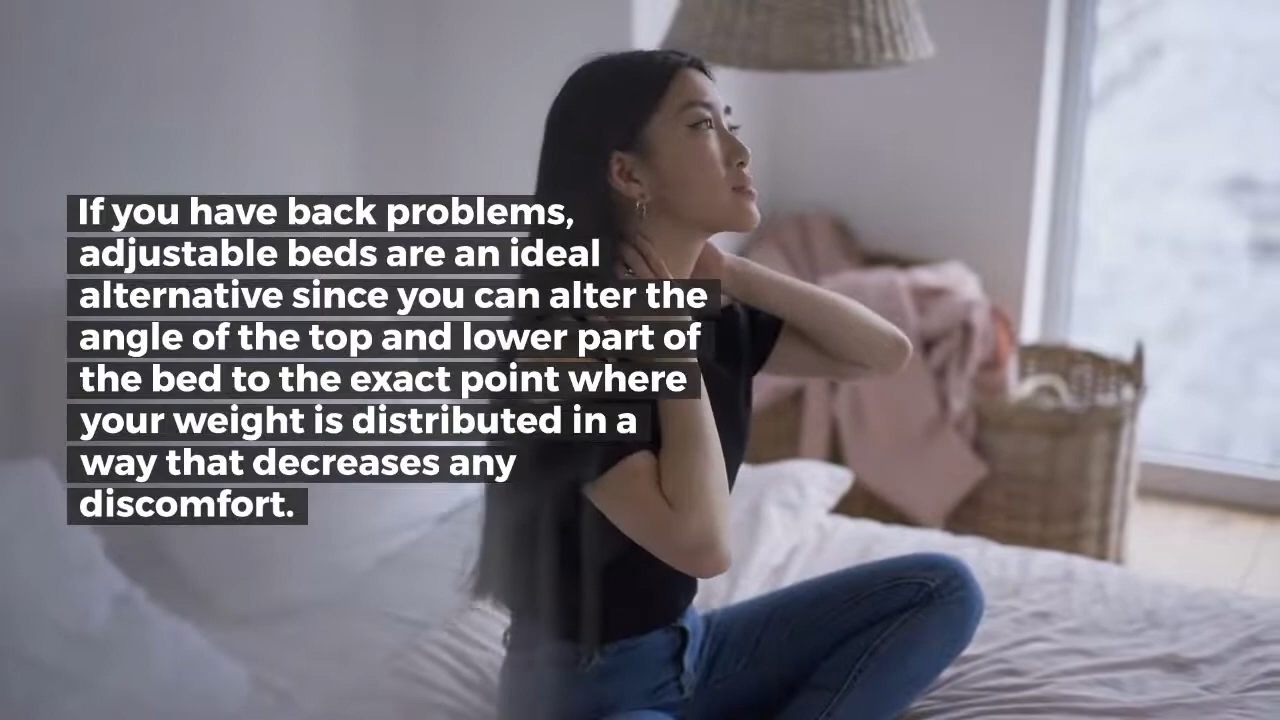 If you have back problems,
adjustable beds are an ideal
alternative since you can alter the
angle of the top and lower part of
the bed to the exact point where
your weight is distributed in a
way that decreases any
discomfort.